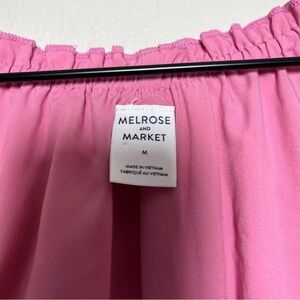 MELROSE
AND
MARKET
M
MADE IN VIETNAM
FABRIQUÉ AU VIETNAM